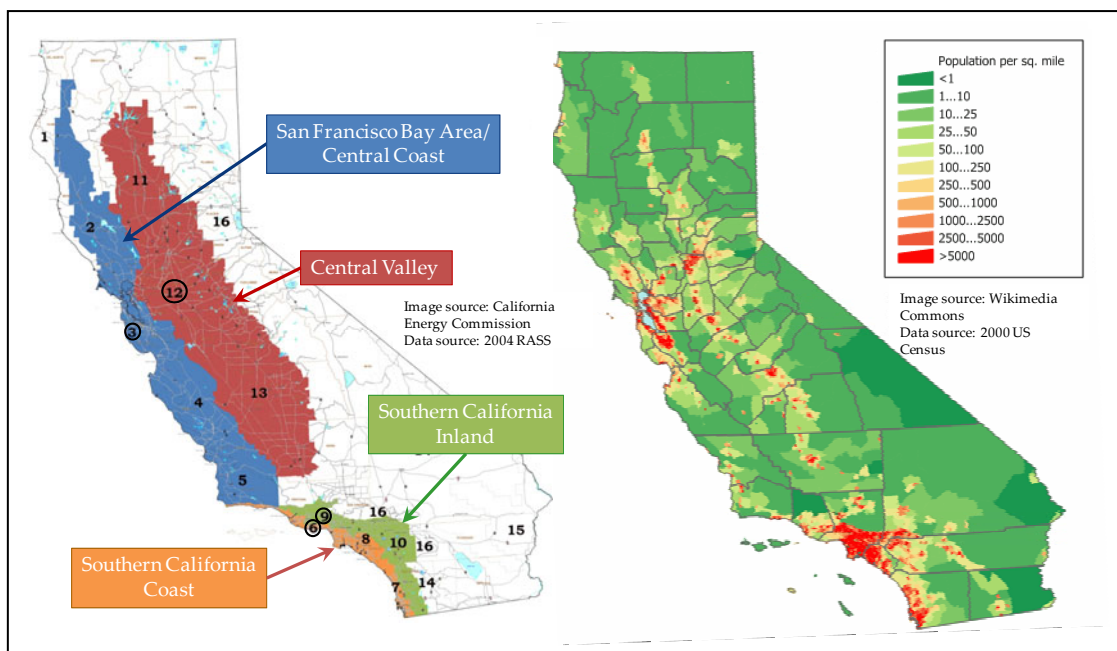 San Francisco Bay Area/
Central Coast
1
11
2
16
Central Valley
12
3
Image source: California
Energy Commission
Data source: 2004 RASS
13
4
Southern California
Inland
5
16
9
6
8
10
16
15
Southern California
Coast
7
14
Population per sq. mile
<1
1...10
10...25
25...50
50...100
100...250
250...500
500...1000
1000...2500
2500...5000
>5000
Image source: Wikimedia
Commons
Data source: 2000 US
Census